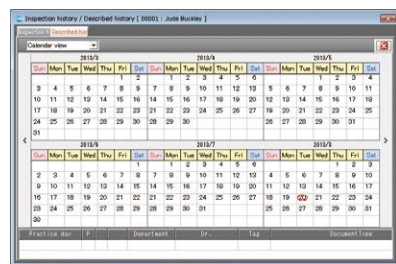 Inspection history / Described history [ 00001 : Jude Buckley ]
Inspection Described his
Calendar view
2013/3 2013/4 2013/5
Sun Mon Tue Wed Thu Fri Sat Sun Mon Tue Wed Thu Fri Sat Sun Mon Tue Wed Thu Fri Sat
1 2 1 2 3 4 5 6 1 2 3 4
3 4 5 6 7 8 9 7 8 9 10 11 12 13 5 6 7 8 9 10 11
10 11 12 13 14 15 16 14 15 16 17 18 19 20 12 13 14 15 16 17 18
17 18 19 20 21 22 23 21 22 23 24 25 26 27 19 20 21 22 23 24 25
24 25 26 27 28 29 30 28 29 30 26 27 28 29 30 31
31
2013/6 2013/7 2013/8
Sun Mon Tue Wed Thu Fri Sat Sun Mon Tue Wed Thu Fri Sat Sun Mon Tue Wed Thu Fri Sat
1 1 2 3 4 5 6 1 2 3
2 3 4 5 6 7 8 7 8 9 10 11 12 13 4 5 6 7 8 9 10
9 10 11 12 13 14 15 14 15 16 17 18 19 20 11 12 13 14 15 16 17
16 17 18 19 20 21 22 21 22 23 24 25 26 27 18 19 20 21 22 23 24
23 24 25 26 27 28 29 28 29 30 31 25 26 27 28 29 30 31
30
Practice day P Department Dr. Tag DocumentType